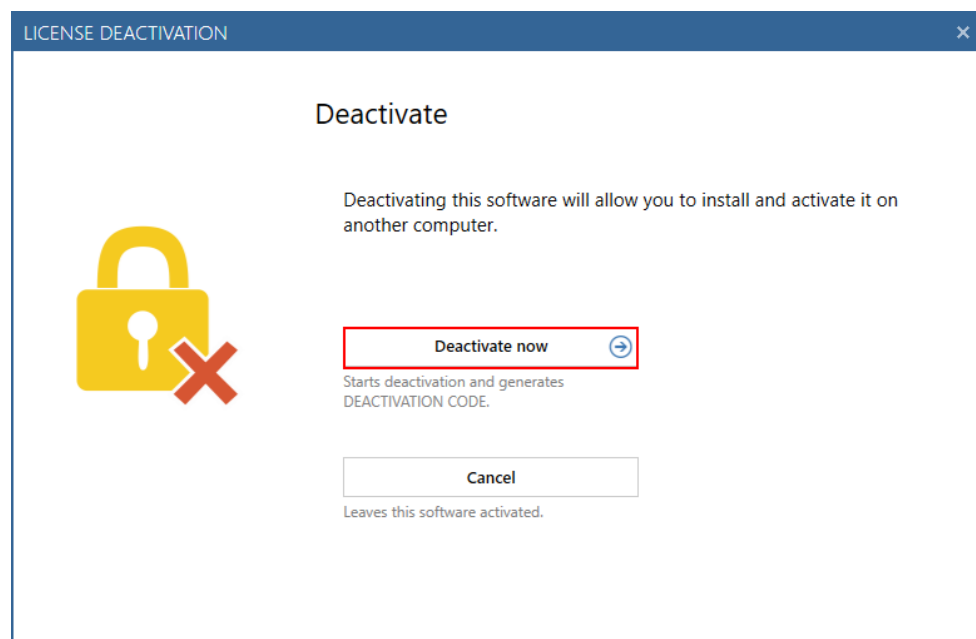 LICENSE DEACTIVATION
Deactivate
Deactivating this software will allow you to install and activate it on
another computer.
Deactivate now
Starts deactivation and generates
DEACTIVATION CODE.
Cancel
Leaves this software activated.